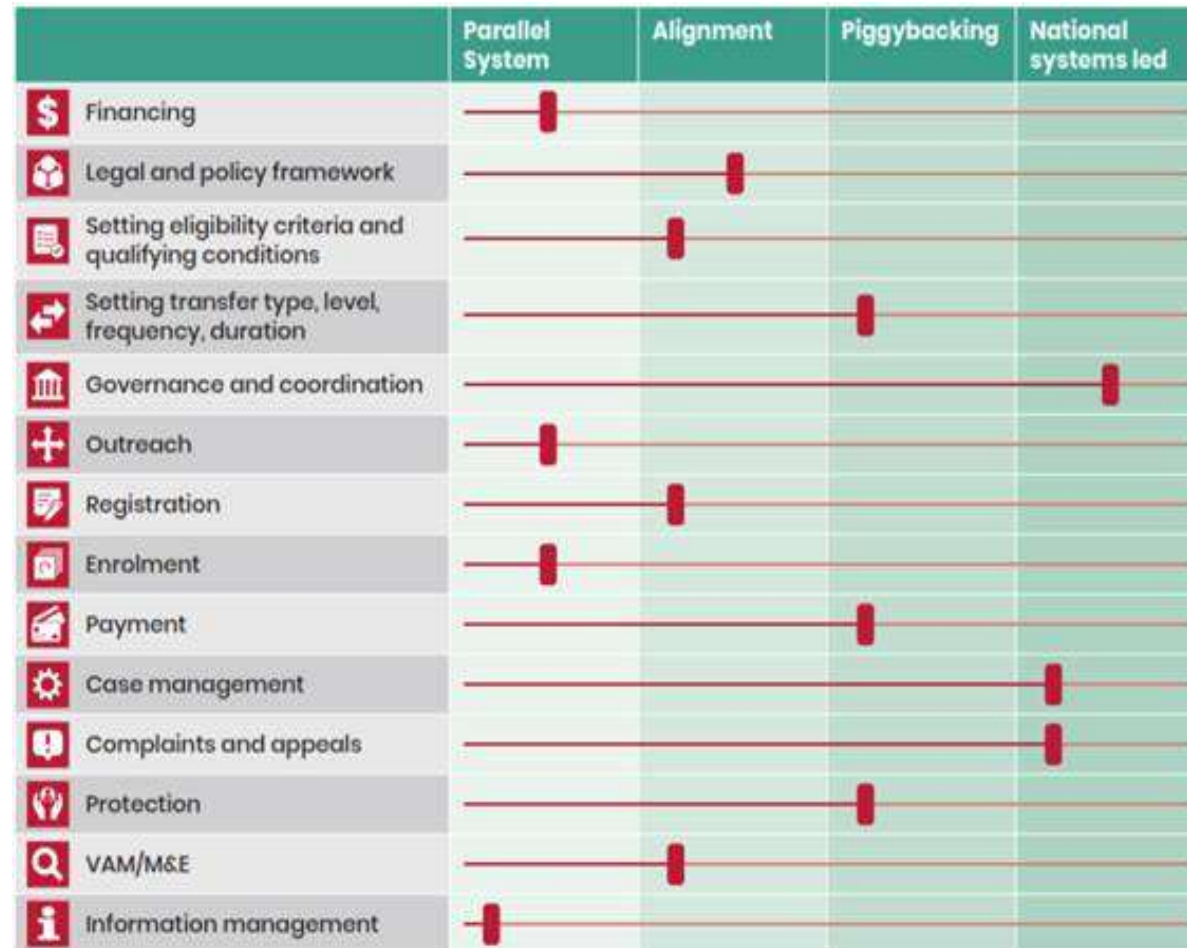 Parallel System
Alignment
Piggybacking
National systems led
$
Financing
Legal and policy framework
Setting eligibility criteria and
qualifying conditions
Setting transfer type, level,
frequency, duration
Governance and coordination
Outreach
Registration
Enrolment
Payment
Case management
!
Complaints and appeals
Protection
VAM/M&E
i
Information management